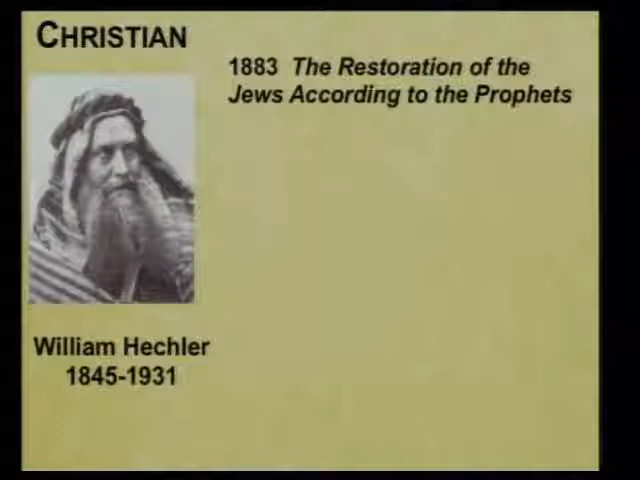 CHRISTIAN
1883 The Restoration of the
Jews According to the Prophets
William Hechler
1845-1931